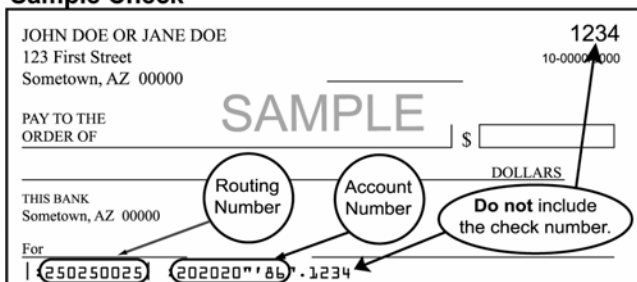 Sample Check
JOHN DOE OR JANE DOE
1234
123 First Street
Sometown, AZ 00000
SAMPLE
PAY TO THE
ORDER OF
$
DOLLARS
Routing
Number
Account
Number
Do not include
the check number.
THIS BANK
Sometown, AZ 00000
For
250250025 202020"'86".1234